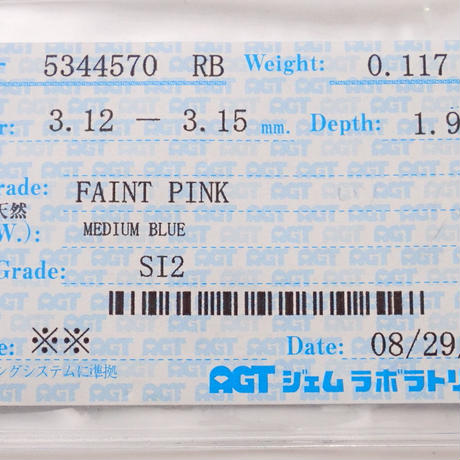 5344570 RB Weight: 0.117
r: 3.12 - 3.15 mm. Depth: 1.9
rade: FAINT PINK
天然
W.): MEDIUM BLUE
Grade: SI2
e: ※※ Date: 08/29/
ングシステムに準拠
AGT ジェムラボラトリ